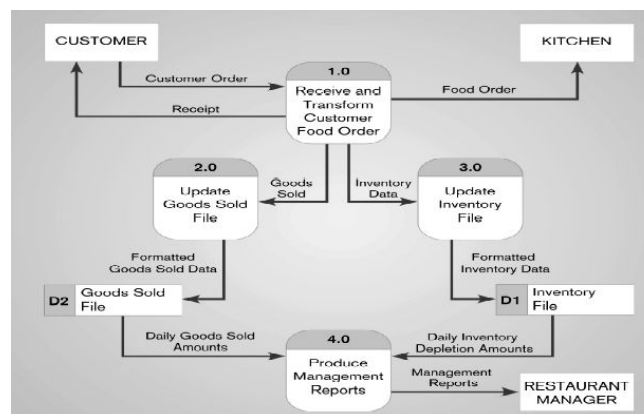 CUSTOMER
KITCHEN
1.0
Customer Order
Receive and
Transform
Customer
Food Order
Food Order
Receipt
2.0
Goods
Sold
Inventory
Data
3.0
Update
Goods Sold
File
Update
Inventory
File
Formatted
Goods Sold Data
Formatted
Inventory Data
D2
Goods Sold
File
D1
Inventory
File
4.0
Daily Goods Sold
Amounts
Daily Inventory
Depletion Amounts
Produce
Management
Reports
Management
Reports
RESTAURANT
MANAGER